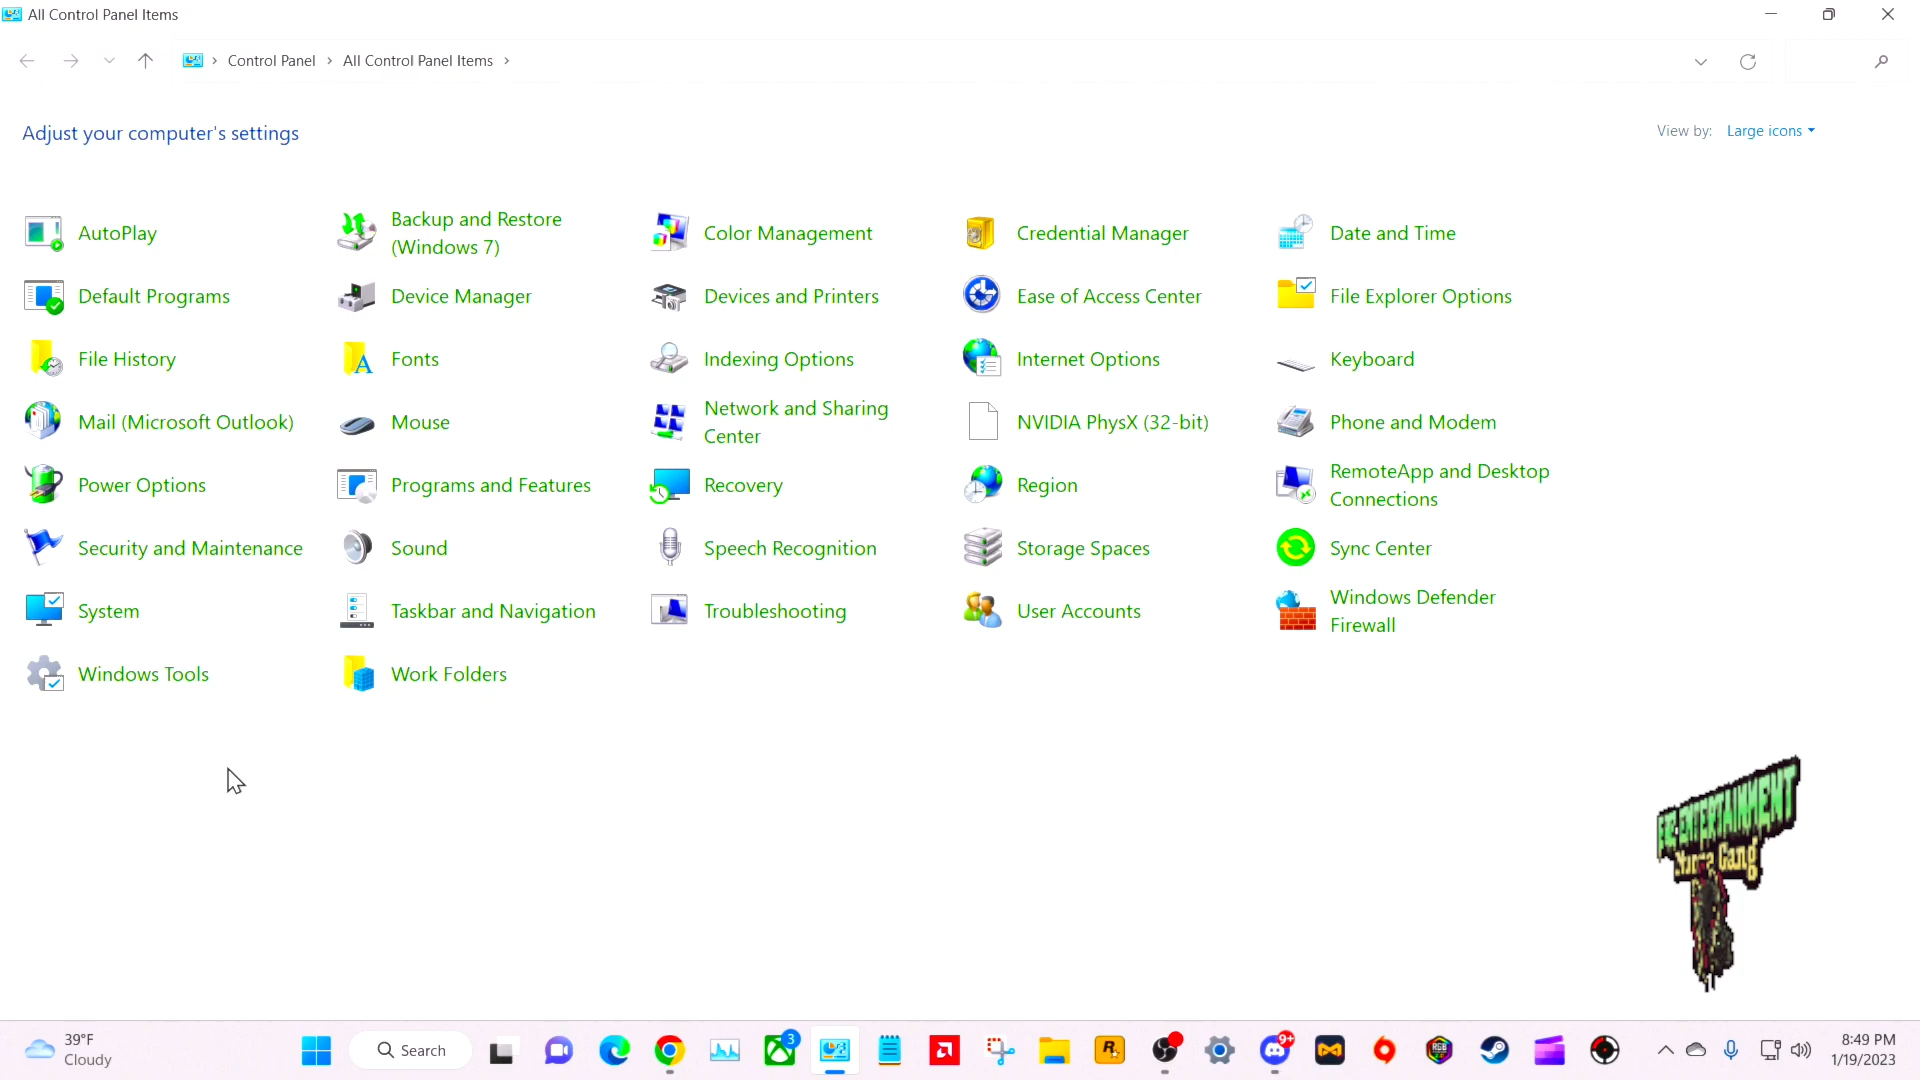 All Control Panel Items
Control Panel > All Control Panel Items >
Adjust your computer's settings
View by: Large icons
AutoPlay
Backup and Restore
(Windows 7)
Color Management
Credential Manager
Date and Time
Default Programs
Device Manager
Devices and Printers
Ease of Access Center
File Explorer Options
File History
Fonts
Indexing Options
Internet Options
Keyboard
Mail (Microsoft Outlook)
Mouse
Network and Sharing
Center
NVIDIA PhysX (32-bit)
Phone and Modem
Power Options
Programs and Features
Recovery
Region
RemoteApp and Desktop
Connections
Security and Maintenance
Sound
Speech Recognition
Storage Spaces
Sync Center
System
Taskbar and Navigation
Troubleshooting
User Accounts
Windows Defender
Firewall
Windows Tools
Work Folders
ENTERTAINMENT
Gang
39°F
Cloudy
Search
3
R
9+
RGB
8:49 PM
1/19/2023